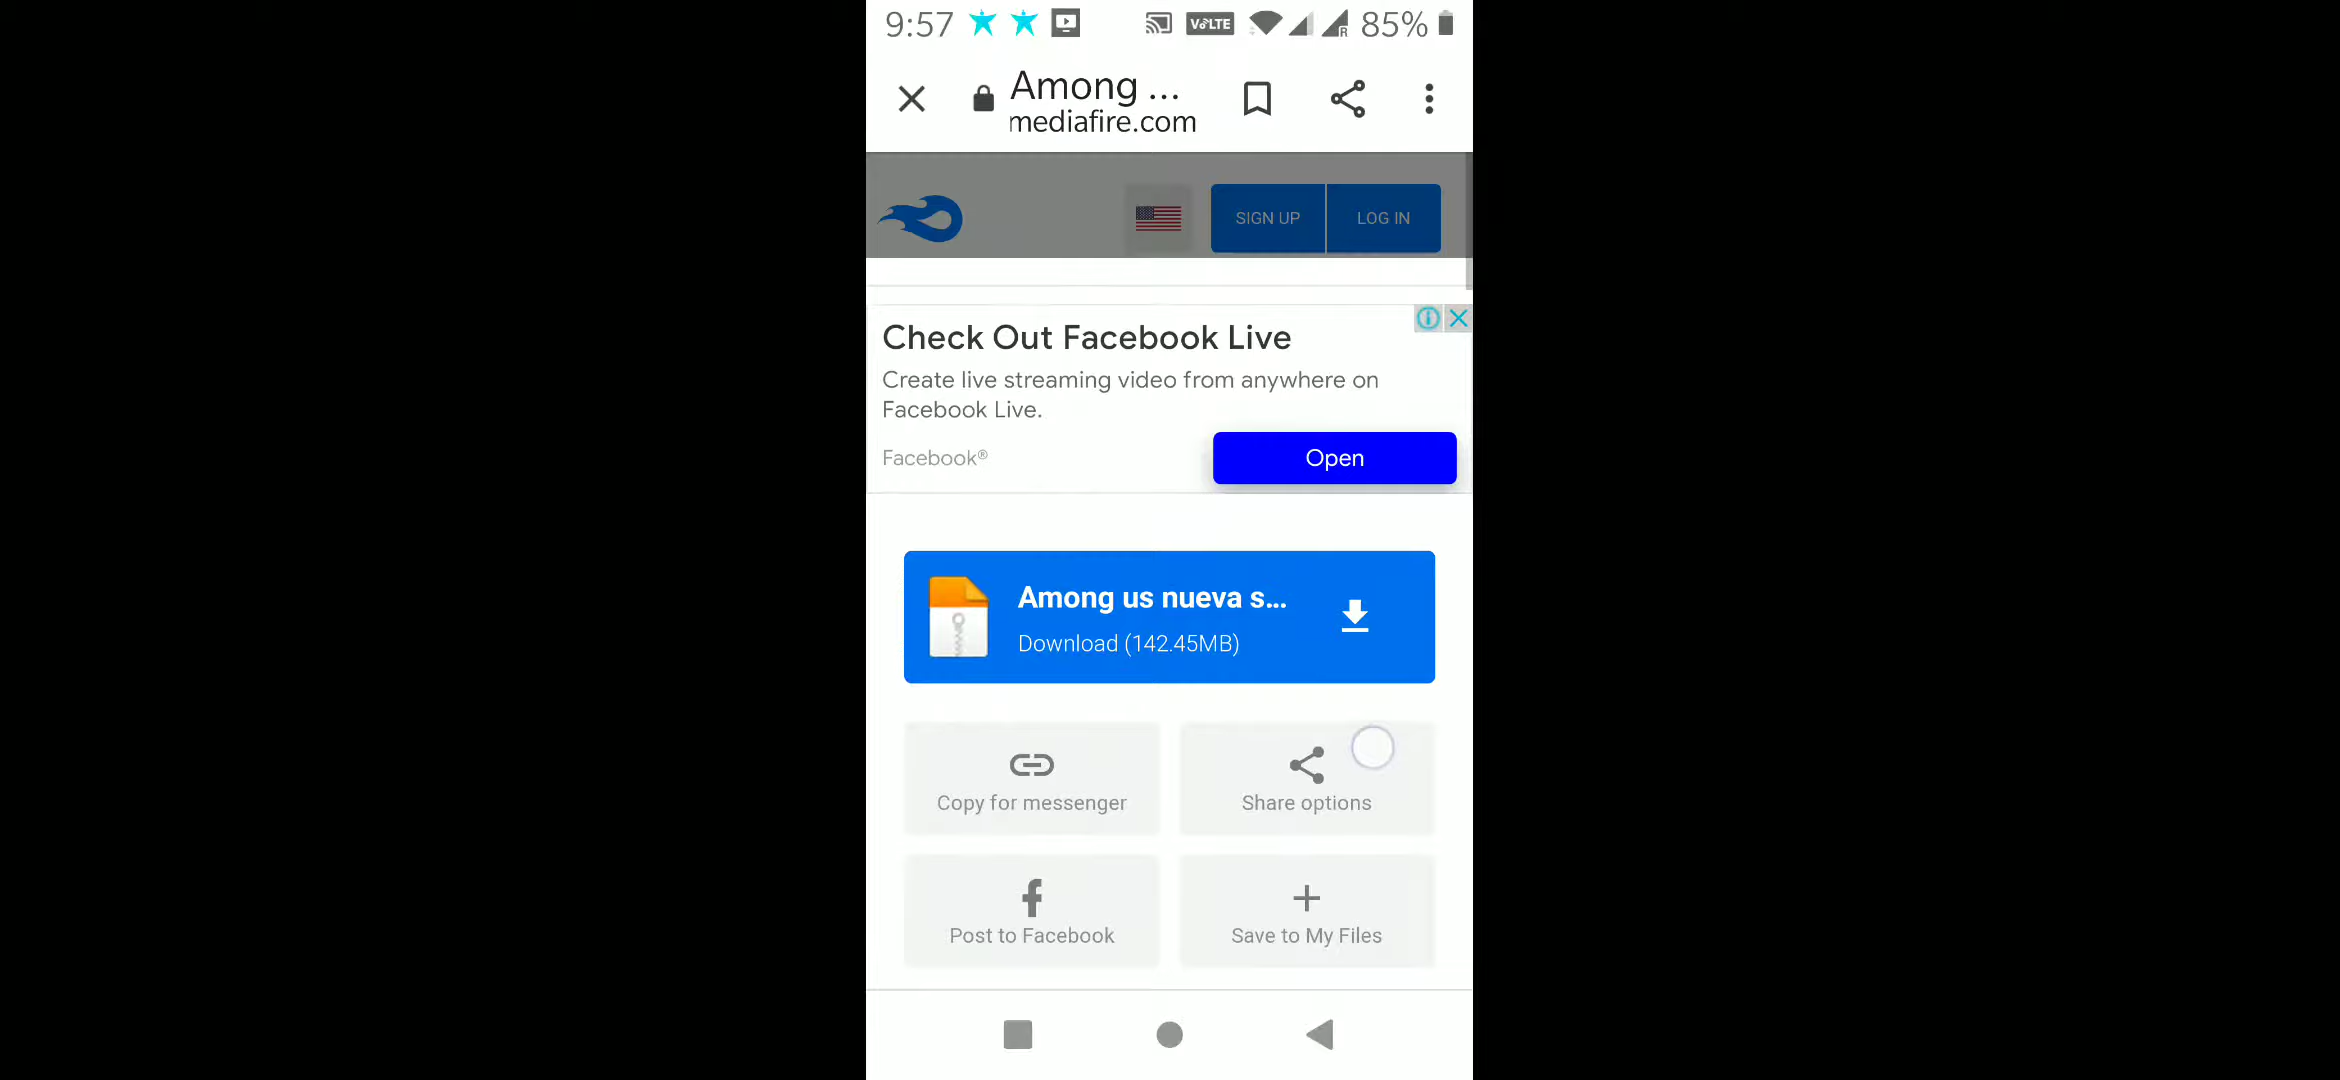 9:57 VoLTE R 85%
Among ...
mediafire.com
SIGN UP LOG IN
Check Out Facebook Live
Create live streaming video from anywhere on
Facebook Live.
Facebook® Open
Among us nueva s...
Download (142.45MB)
Copy for messenger Share options
Post to Facebook Save to My Files